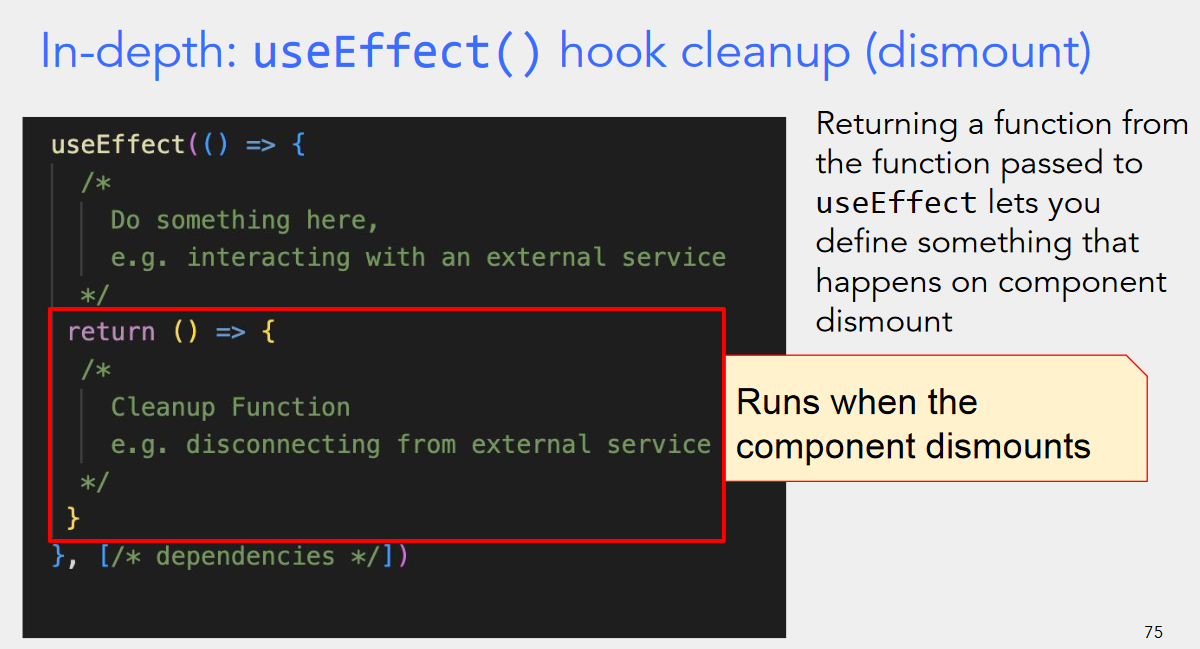 In-depth: useEffect() hook cleanup (dismount)
useEffect(() => {
/*
Do something here,
e.g. interacting with an external service
*/
return () => {
/*
Cleanup Function
e.g. disconnecting from external service
*/
}
}, [/* dependencies */])
Returning a function from
the function passed to
useEffect lets you
define something that
happens on component
dismount
Runs when the
component dismounts
75